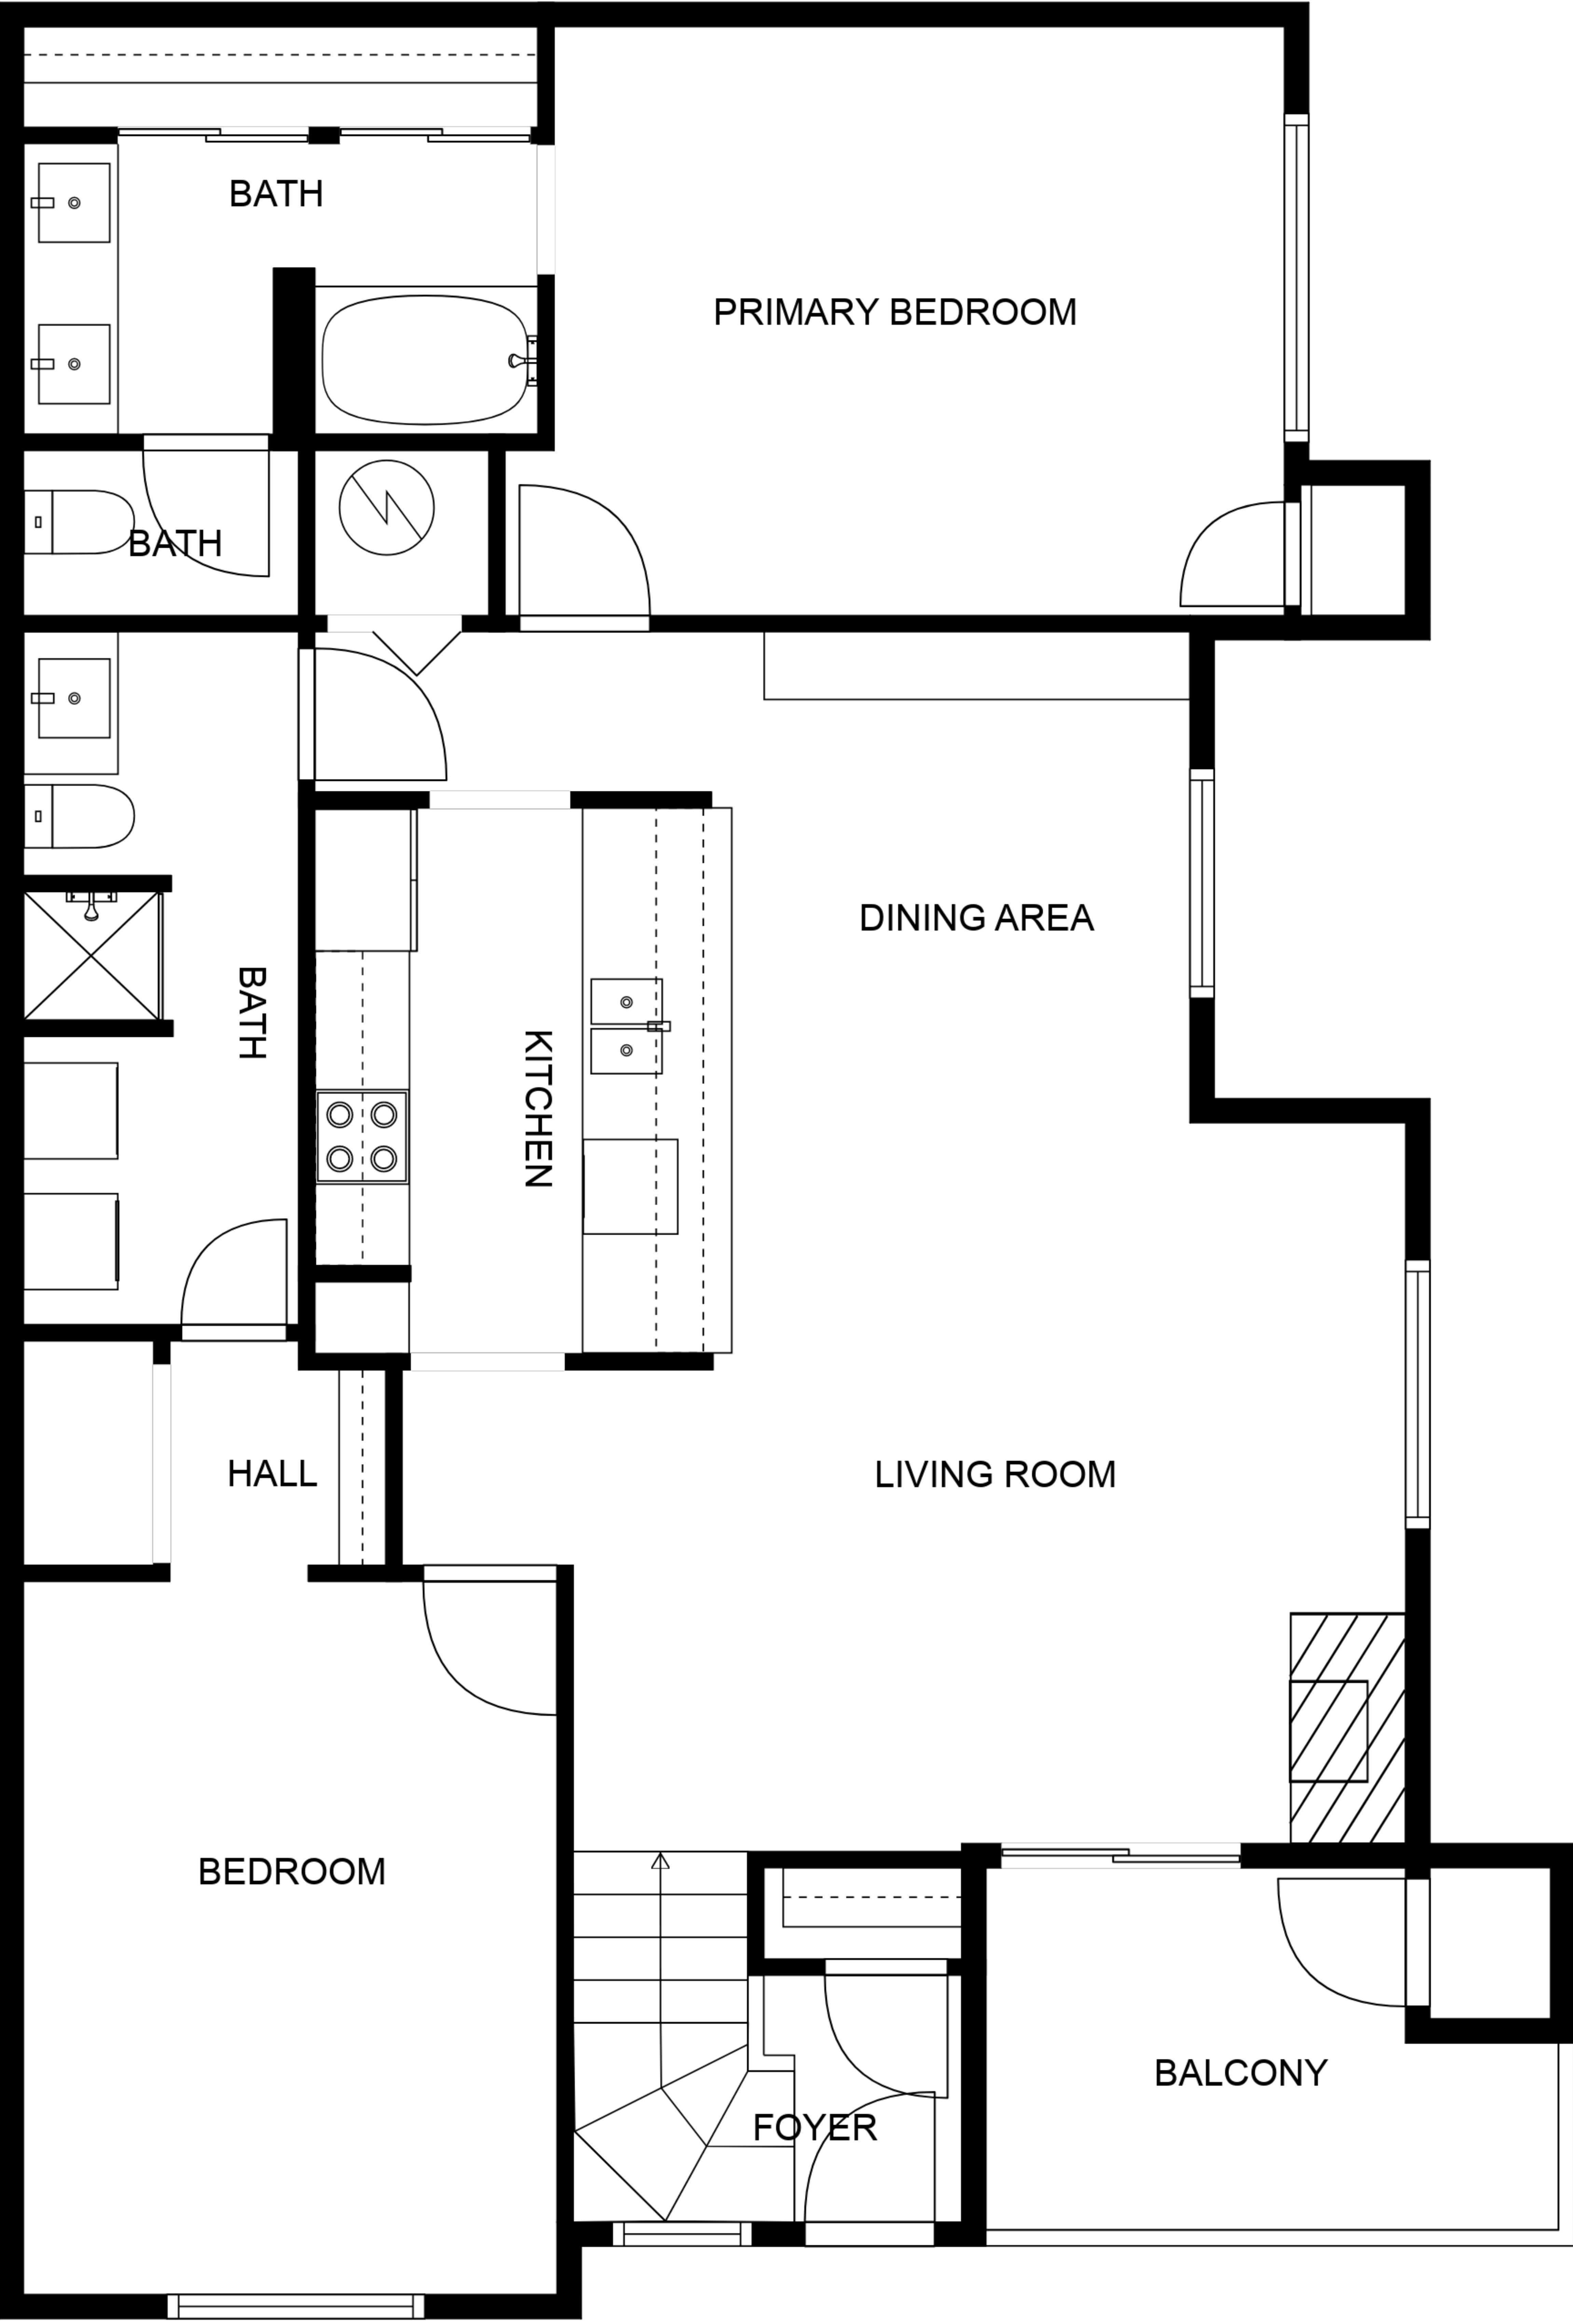 BATH
PRIMARY BEDROOM
BATH
DINING AREA
BATH
KITCHEN
HALL
LIVING ROOM
BEDROOM
BALCONY
FOYER